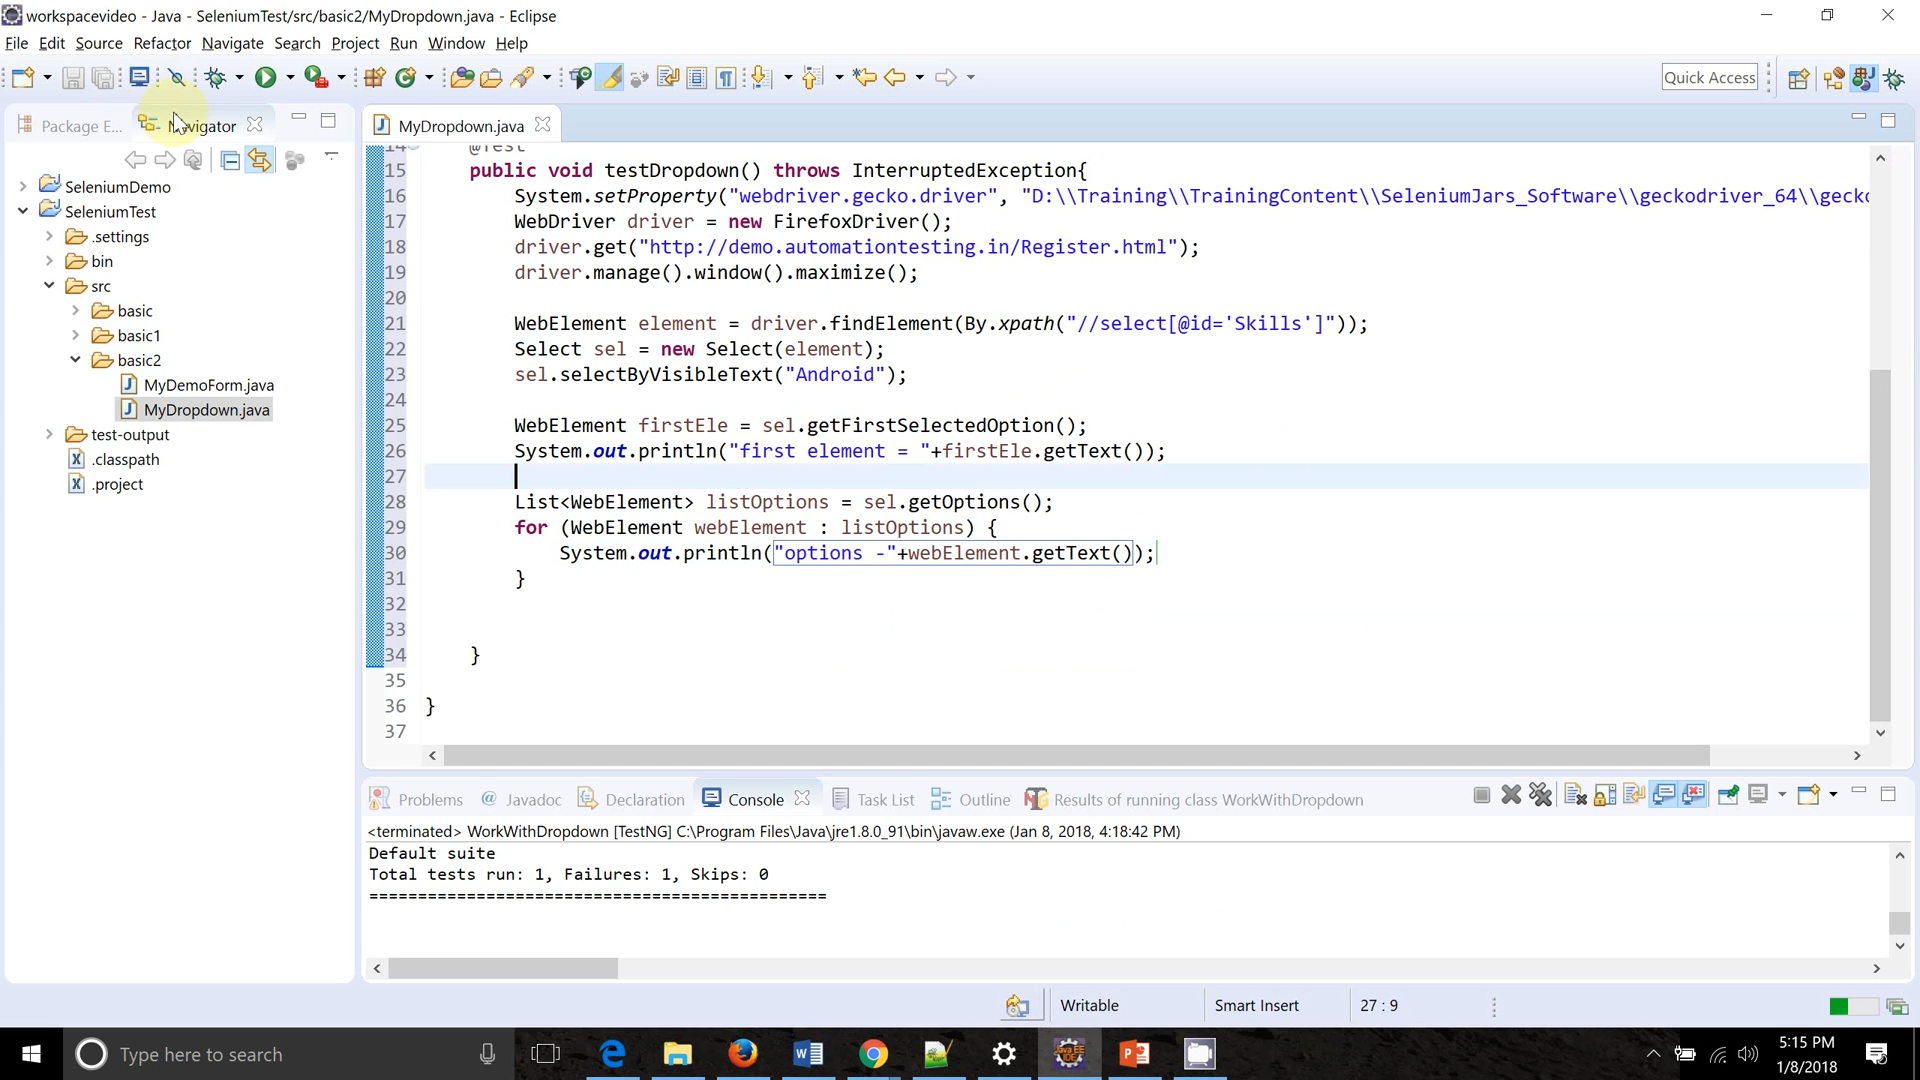 workspacevideo - Java - SeleniumTest/src/basic2/MyDropdown.java - Eclipse
File Edit Source Refactor Navigate Search Project Run Window Help
Quick Access
Package E...
MyDropdown.java
SeleniumDemo
SeleniumTest
.settings
bin
src
basic
basic1
basic2
MyDemoForm.java
MyDropdown.java
test-output
.classpath
.project
14 @Test
15 public void testDropdown() throws InterruptedException{
16 System.setProperty("webdriver.gecko.driver", "D:\\Training\\TrainingContent\\SeleniumJars_Software\\geckodriver_64\\gecko
17 WebDriver driver = new FirefoxDriver();
18 driver.get("http://demo.automationtesting.in/Register.html");
19 driver.manage().window().maximize();
20
21 WebElement element = driver.findElement(By.xpath("//select[@id='Skills']"));
22 Select sel = new Select(element);
23 sel.selectByVisibleText("Android");
24
25 WebElement firstEle = sel.getFirstSelectedOption();
26 System.out.println("first element = "+firstEle.getText());
27
28 List<WebElement> listOptions = sel.getOptions();
29 for (WebElement webElement : listOptions) {
30 System.out.println("options -"+webElement.getText());
31 }
32
33
34 }
35
36 }
37
Problems @ Javadoc Declaration Console Task List Outline Results of running class WorkWithDropdown
<terminated> WorkWithDropdown [TestNG] C:\Program Files\Java\jre1.8.0_91\bin\javaw.exe (Jan 8, 2018, 4:18:42 PM)
Default suite
Total tests run: 1, Failures: 1, Skips: 0
===============================================
Writable Smart Insert 27 : 9
Type here to search
5:15 PM
1/8/2018